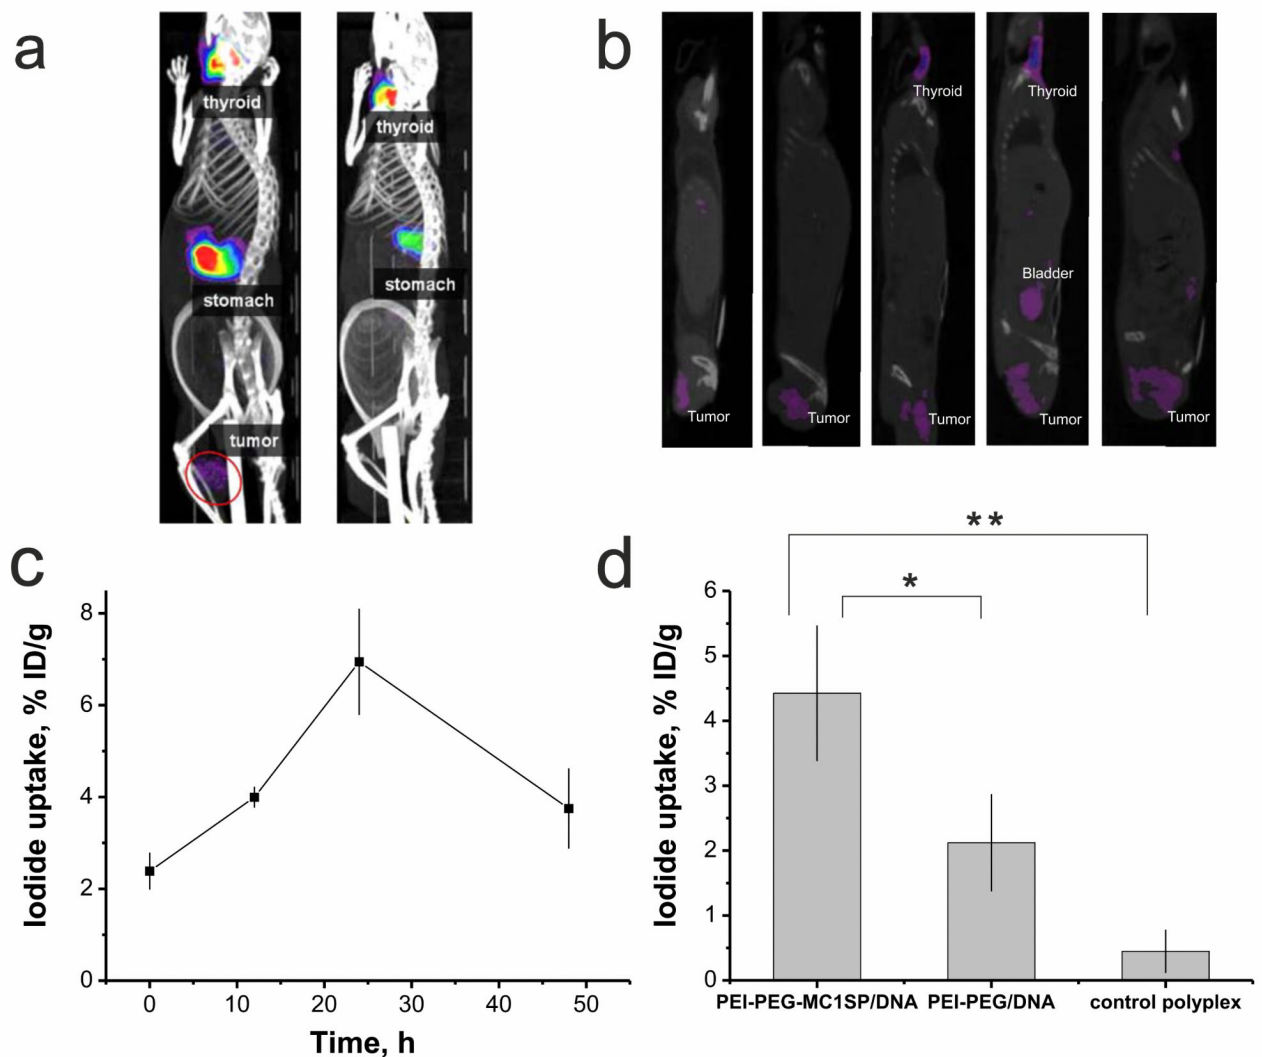 a
thyroid
stomach
tumor
thyroid
stomach
b
Tumor
Tumor
Thyroid
Tumor
Thyroid
Bladder
Tumor
Tumor
c
Iodide uptake, % ID/g
8
6
4
2
0
0 10 20 30 40 50
Time, h
d
**
*
Iodide uptake, % ID/g
6
5
4
3
2
1
0
PEI-PEG-MC1SP/DNA PEI-PEG/DNA control polyplex